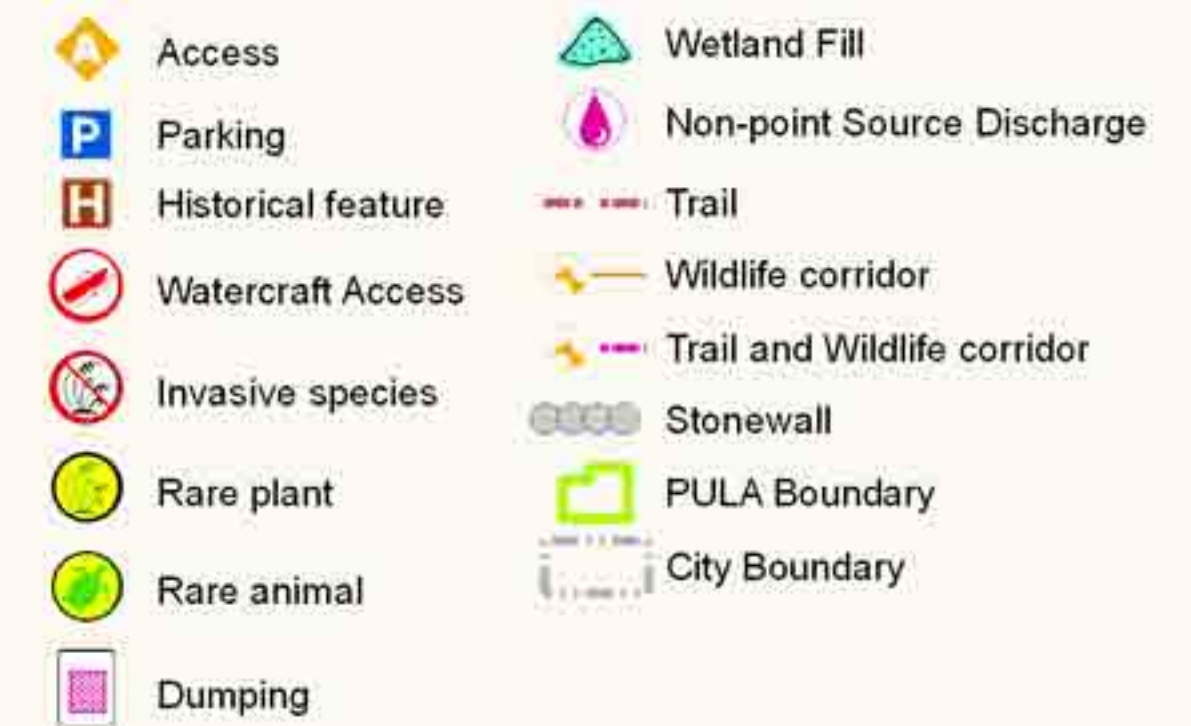 A Access
P Parking
H Historical feature
Watercraft Access
Invasive species
Rare plant
Rare animal
Dumping
Wetland Fill
Non-point Source Discharge
Trail
Wildlife corridor
Trail and Wildlife corridor
Stonewall
PULA Boundary
City Boundary